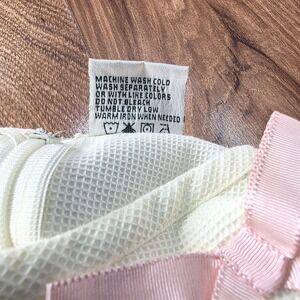 MACHINE WASH COLD
WASH SEPARATELY
OR WITH LIKE COLORS
DO NOT BLEACH
TUMBLE DRY LOW
WARM IRON WHEN NEEDED